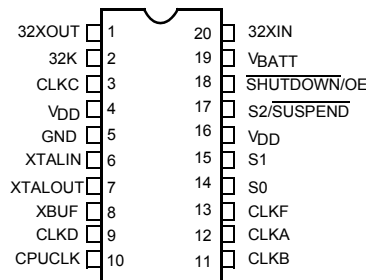 32XOUT 1 20 32XIN
32K 2 19 VBATT
CLKC 3 18 SHUTDOWN/OE
VDD 4 17 S2/SUSPEND
GND 5 16 VDD
XTALIN 6 15 S1
XTALOUT 7 14 S0
XBUF 8 13 CLKF
CLKD 9 12 CLKA
CPUCLK 10 11 CLKB